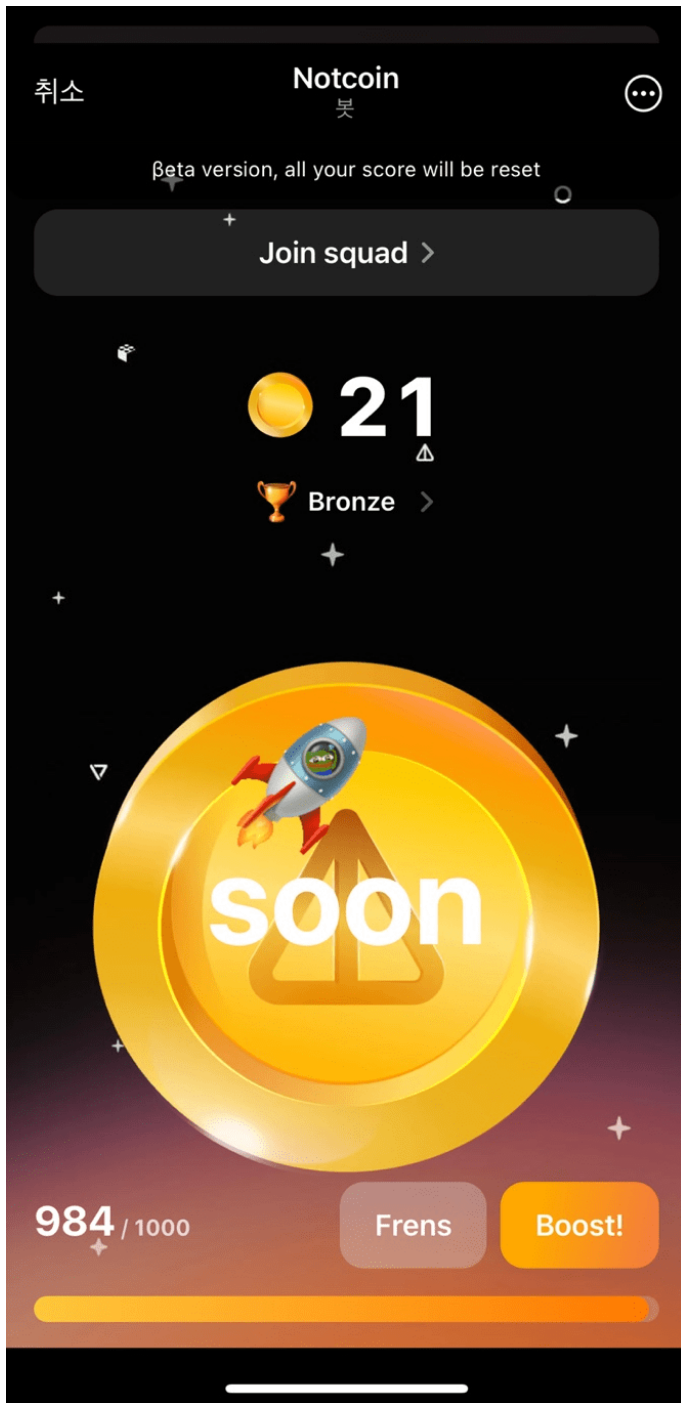 취소
Notcoin
봇
βeta version, all your score will be reset
Join squad >
21
Bronze >
soon
984 / 1000
Frens
Boost!